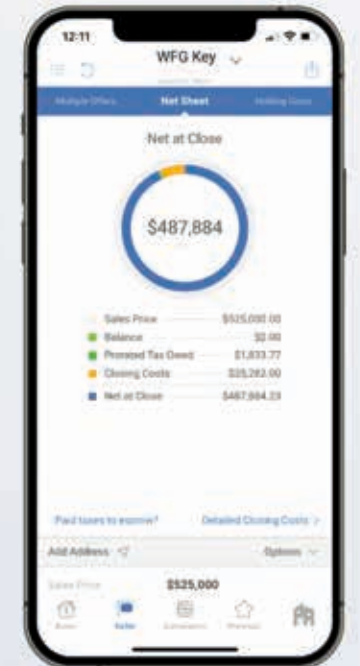 12:11
WFG Key
Multiple Offers Net Sheet Holding Costs
Net at Close
$487,884
Sales Price $525,000.00
Balance $0.00
Prorated Tax Owed $1,833.77
Closing Costs $35,282.00
Net at Close $487,884.23
Paid taxes to escrow? Detailed Closing Costs >
Add Address Options
Sales Price $525,000
Buyer Seller